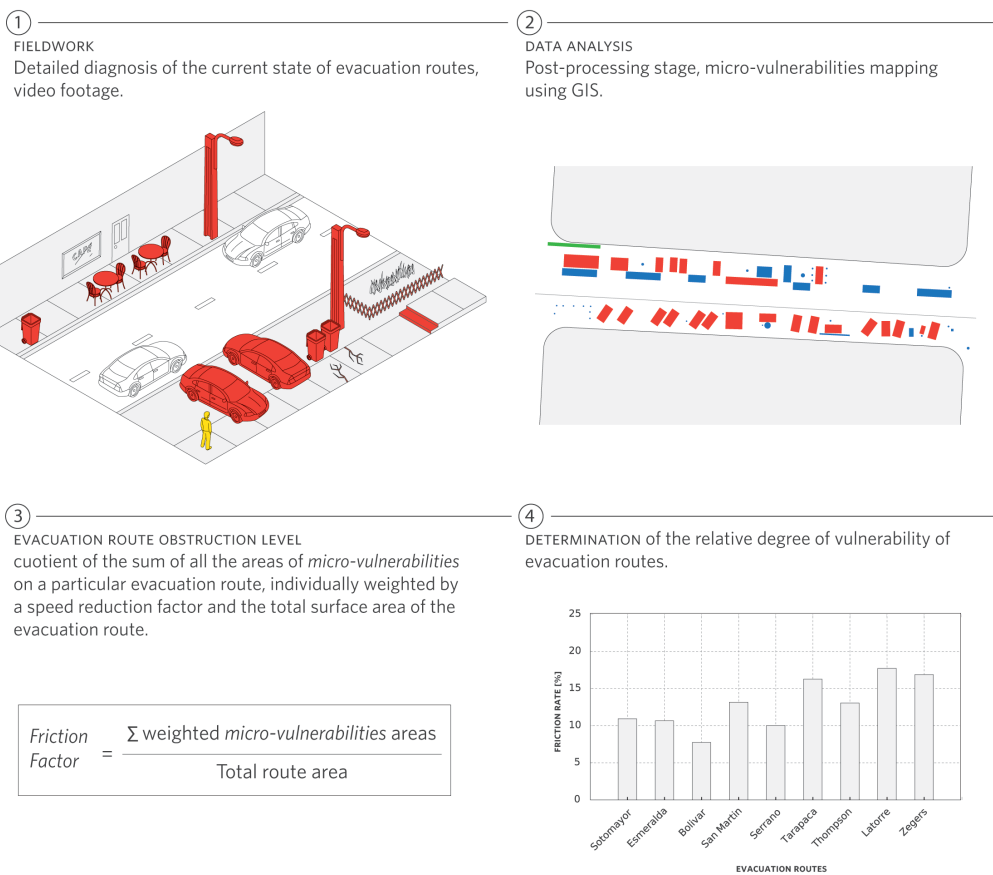 1
FIELDWORK
Detailed diagnosis of the current state of evacuation routes,
video footage.
CAFÉ
2
DATA ANALYSIS
Post-processing stage, micro-vulnerabilities mapping
using GIS.
3
EVACUATION ROUTE OBSTRUCTION LEVEL
cuotient of the sum of all the areas of micro-vulnerabilities
on a particular evacuation route, individually weighted by
a speed reduction factor and the total surface area of the
evacuation route.
Friction
Factor
=
∑ weighted micro-vulnerabilities areas
Total route area
4
DETERMINATION of the relative degree of vulnerability of
evacuation routes.
FRICTION RATE [%]
25
20
15
10
5
0
Sotomayor
Esmeralda
Bolivar
San Martin
Serrano
Tarapaca
Thompson
Latorre
Zegers
EVACUATION ROUTES